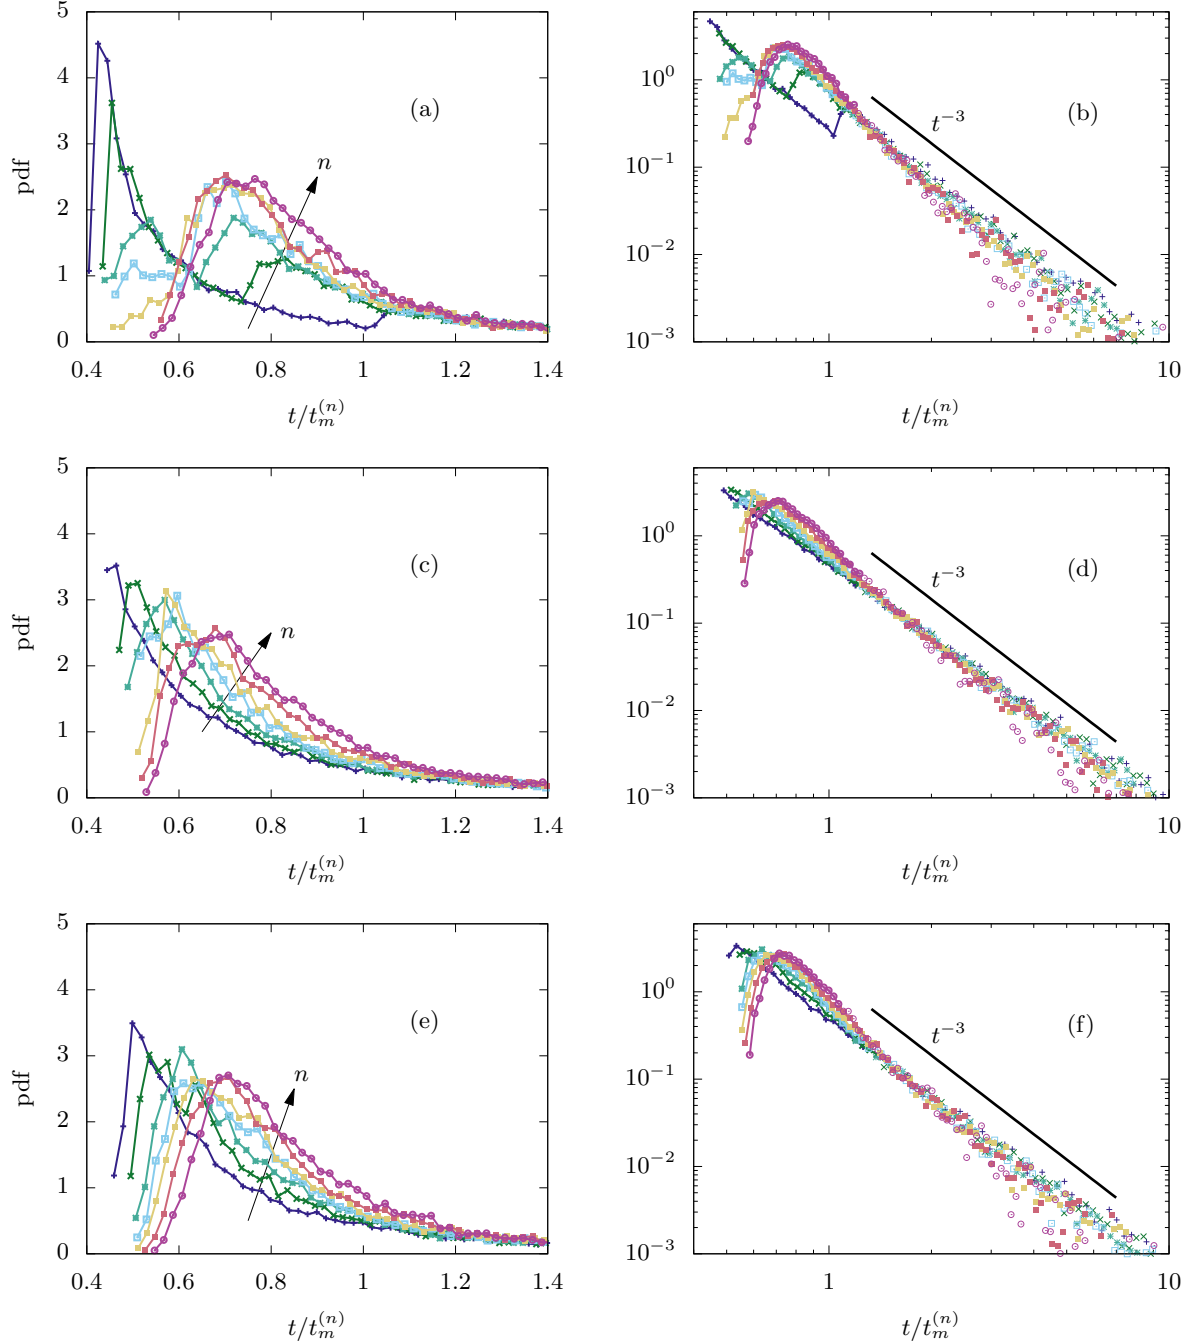 5
4
3
2
1
0
pdf
(a)
n
0.4 0.6 0.8 1 1.2 1.4
t/t_m^{(n)}
10^0
10^{-1}
10^{-2}
10^{-3}
(b)
t^{-3}
1 10
t/t_m^{(n)}
5
4
3
2
1
0
pdf
(c)
n
0.4 0.6 0.8 1 1.2 1.4
t/t_m^{(n)}
10^0
10^{-1}
10^{-2}
10^{-3}
(d)
t^{-3}
1 10
t/t_m^{(n)}
5
4
3
2
1
0
pdf
(e)
n
0.4 0.6 0.8 1 1.2 1.4
t/t_m^{(n)}
10^0
10^{-1}
10^{-2}
10^{-3}
(f)
t^{-3}
1 10
t/t_m^{(n)}